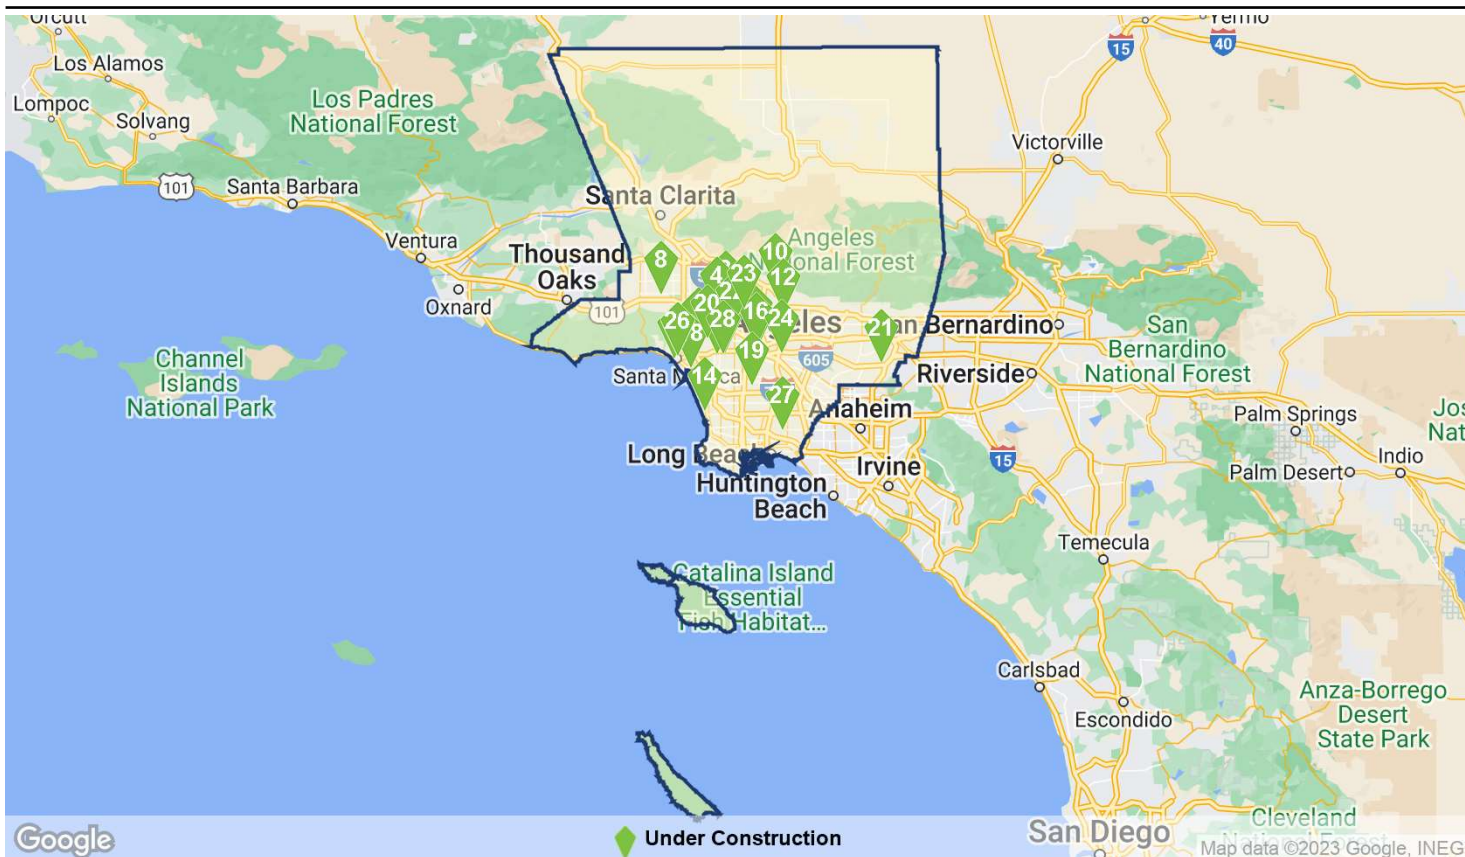 Orcutt
Yermo
15
40
Los Alamos
Lompoc
Solvang
Los Padres
National Forest
Victorville
101
Santa Barbara
Santa Clarita
Ventura
Thousand
Oaks
Oxnard
101
Angeles
National Forest
8
10
4
23
12
20
16
24
26
28
8
21
19
14
27
605
San Bernardino
San
Bernardino
National Forest
Riverside
Channel
Islands
National Park
Santa Monica
Anaheim
Palm Springs
Long Beach
Irvine
15
Indio
Palm Desert
Huntington
Beach
Temecula
Catalina Island
Essential
Fish Habitat...
Carlsbad
Escondido
Anza-Borrego
Desert
State Park
Cleveland
San Diego
Google
Under Construction
Map data ©2023 Google, INEG